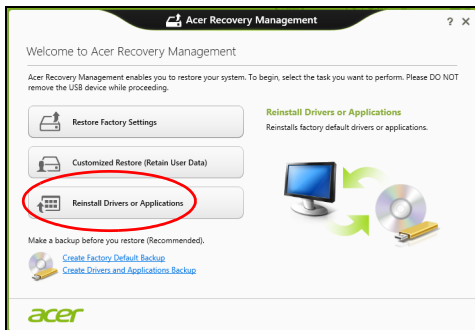 Acer Recovery Management
? X
Welcome to Acer Recovery Management
Acer Recovery Management enables you to restore your system. To begin, select the task you want to perform. Please DO NOT
remove the USB device while proceeding.
Restore Factory Settings
Customized Restore (Retain User Data)
Reinstall Drivers or Applications
Reinstall Drivers or Applications
Reinstalls factory default drivers or applications.
Make a backup before you restore (Recommended).
Create Factory Default Backup
Create Drivers and Applications Backup
acer